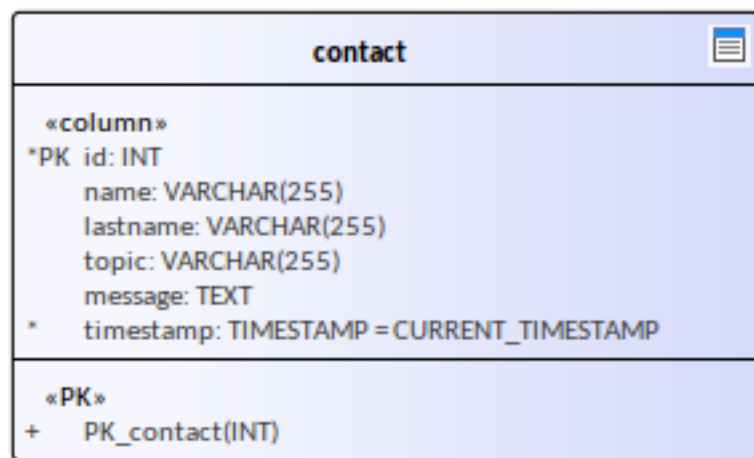 contact
«column»
*PK id: INT
name: VARCHAR(255)
lastname: VARCHAR(255)
topic: VARCHAR(255)
message: TEXT
* timestamp: TIMESTAMP = CURRENT_TIMESTAMP
«PK»
+ PK_contact(INT)